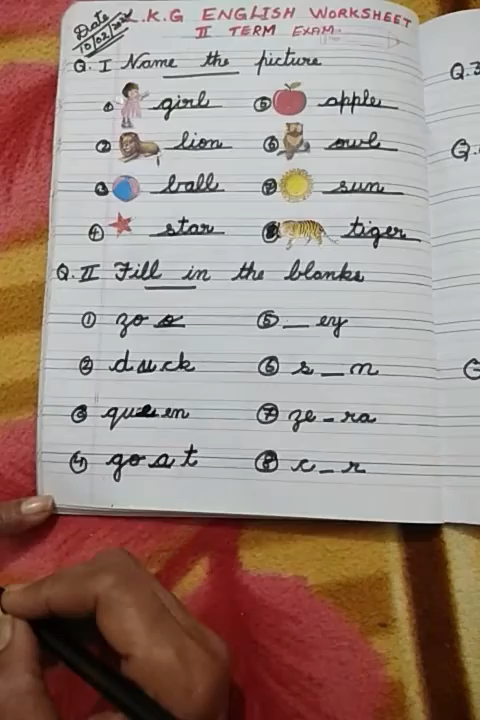 Date 10/02/202
L.K.G ENGLISH WORKSHEET
II TERM EXAM
Q.I Name the picture
① girl ⑤ apple
② lion ⑥ owl
③ ball ⑦ sun
④ star ⑧ tiger
Q.II Fill in the blanks
① zoo ⑤ _ ey
② duck ⑥ s _ n
③ queen ⑦ ze _ ra
④ goat ⑧ c _ r
Q.3